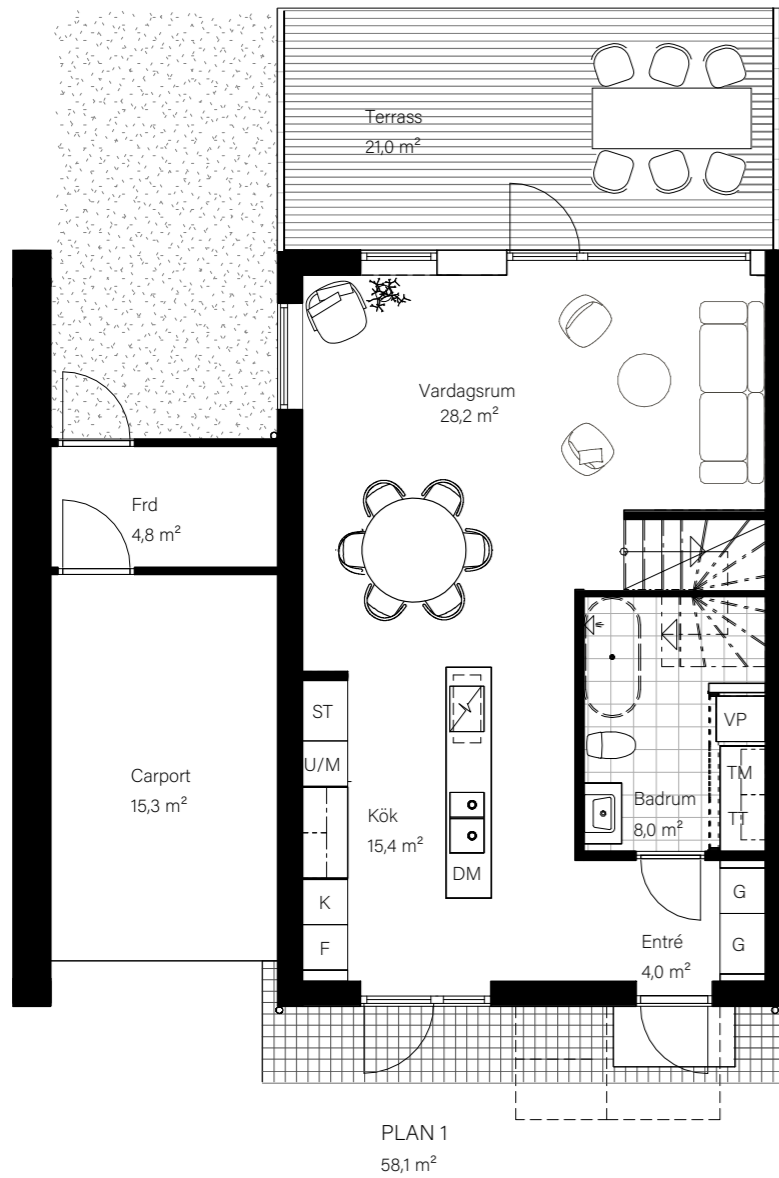 Terrass
21,0 m²
Vardagsrum
28,2 m²
Frd
4,8 m²
ST
VP
U/M
TM
Carport
15,3 m²
Badrum
8,0 m²
TT
Kök
15,4 m²
DM
K
G
F
Entré
4,0 m²
G
PLAN 1
58,1 m²